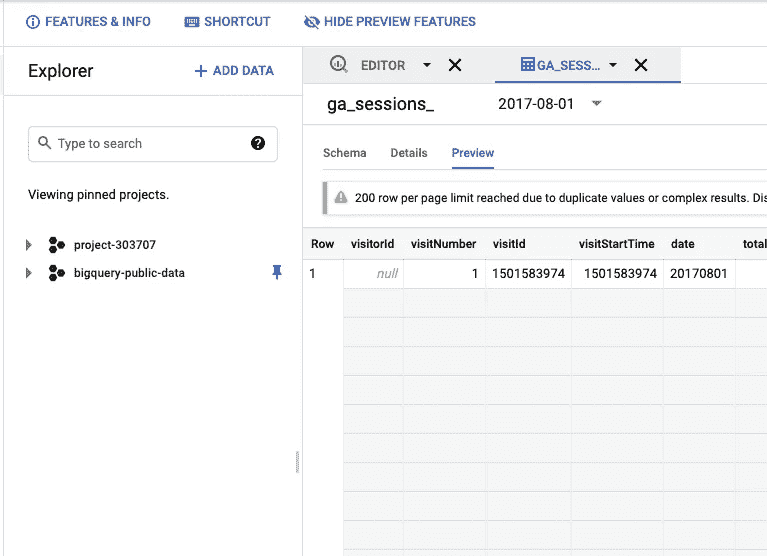 FEATURES & INFO SHORTCUT HIDE PREVIEW FEATURES
Explorer + ADD DATA
Type to search
Viewing pinned projects.
project-303707
bigquery-public-data
EDITOR GA_SESS...
ga_sessions_ 2017-08-01
Schema Details Preview
200 row per page limit reached due to duplicate values or complex results. Dis
Row visitorId visitNumber visitId visitStartTime date total
1 null 1 1501583974 1501583974 20170801